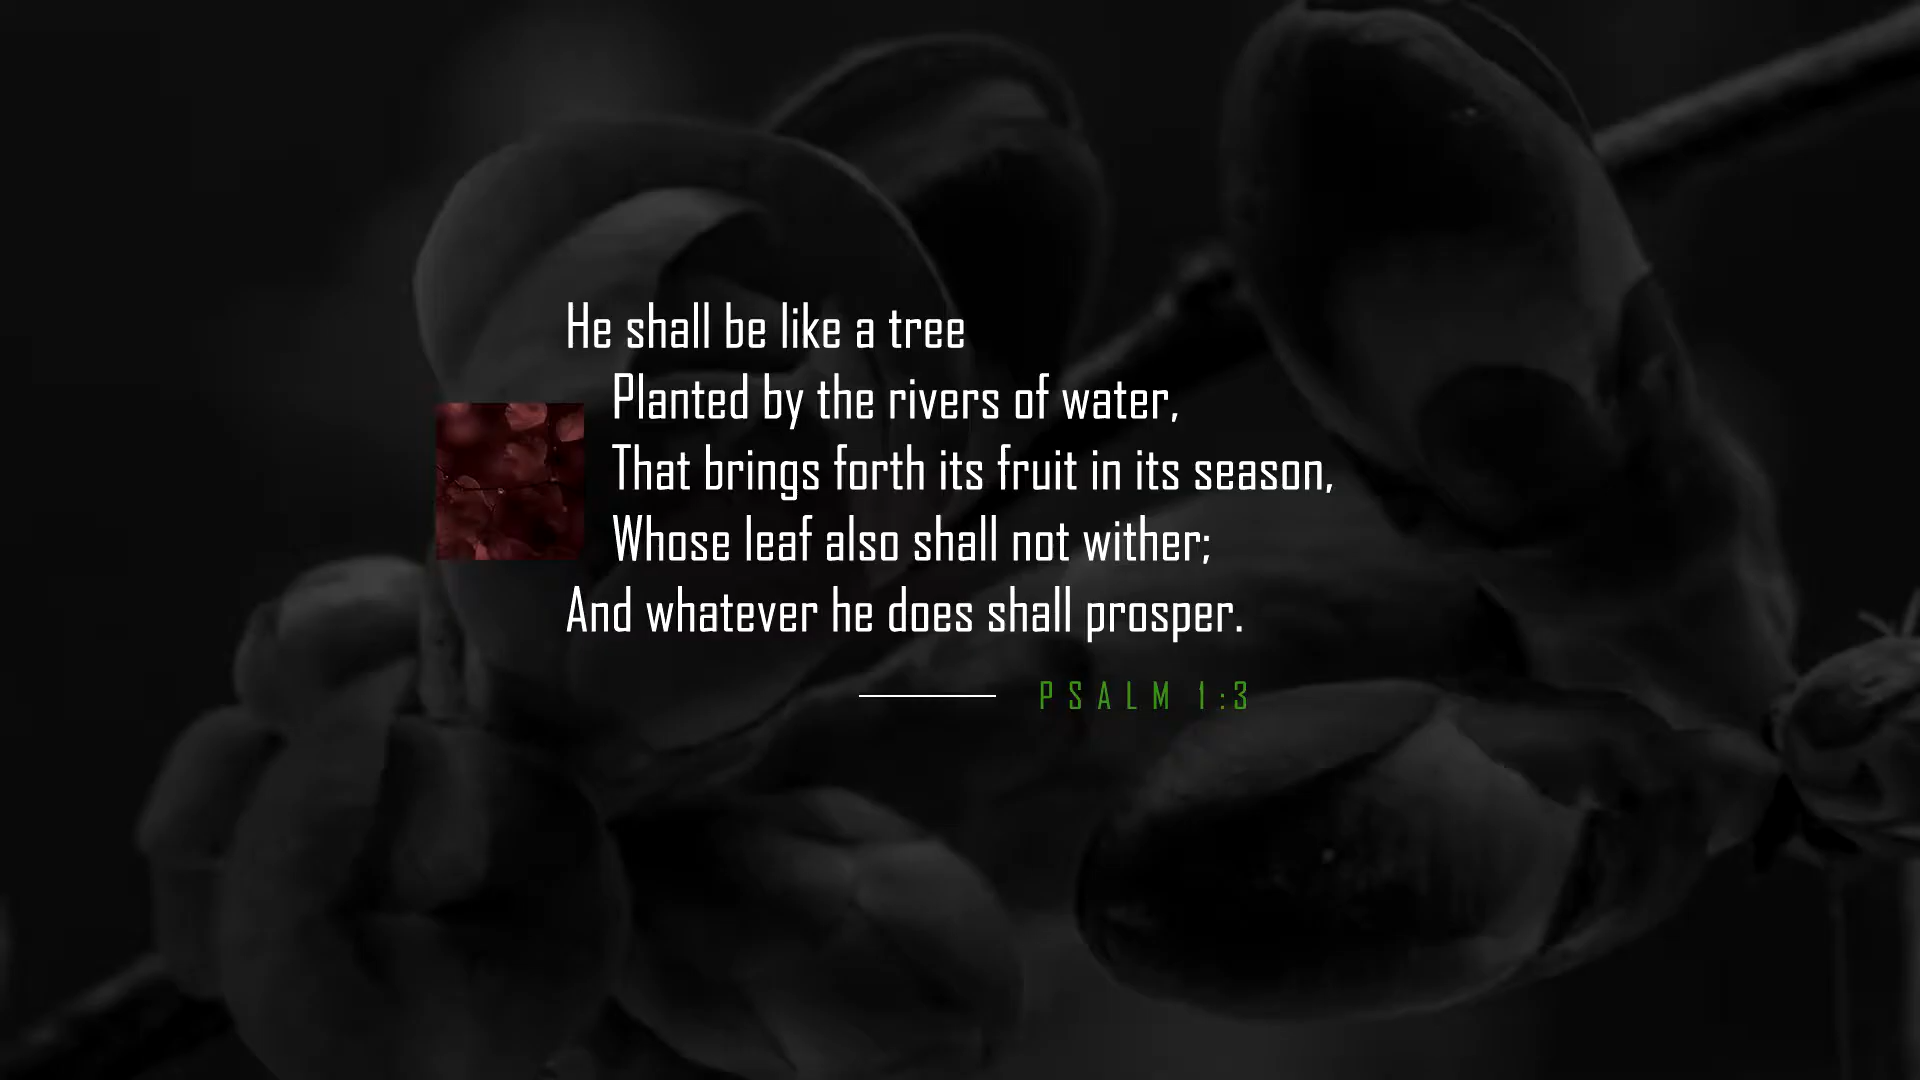 He shall be like a tree
Planted by the rivers of water,
That brings forth its fruit in its season,
Whose leaf also shall not wither;
And whatever he does shall prosper.
PSALM 1:3